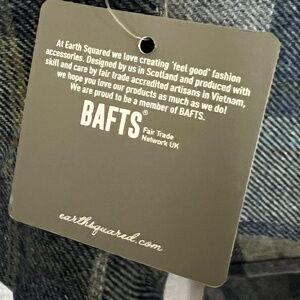 At Earth Squared we love creating 'feel good' fashion
accessories. Designed by us in Scotland and produced with
skill and care by fair trade accredited artisans in Vietnam,
we hope you love our products as much as we do!
We are proud to be a member of BAFTS.
BAFTS®
Fair Trade
Network UK
earthsquared.com